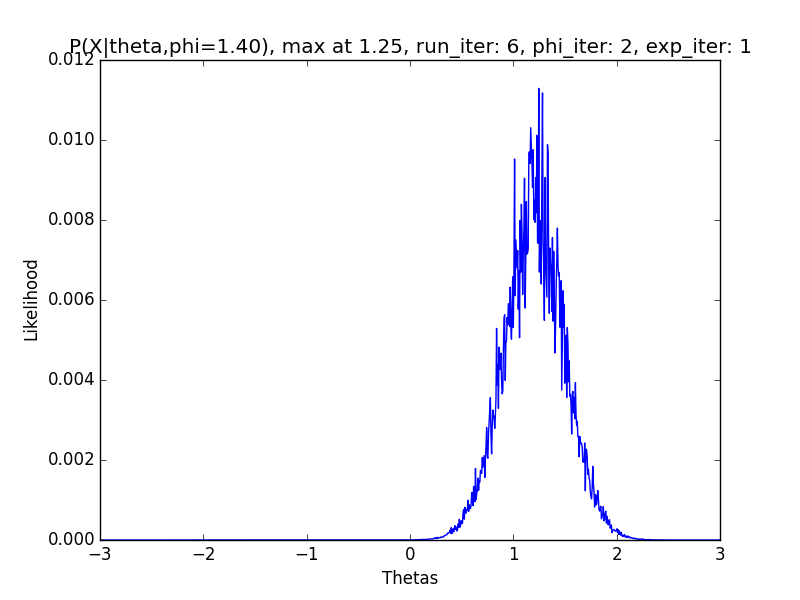 P(X|theta,phi=1.40), max at 1.25, run_iter: 6, phi_iter: 2, exp_iter: 1
0.012
0.010
0.008
0.006
0.004
0.002
0.000
Likelihood
−3 −2 −1 0 1 2 3
Thetas